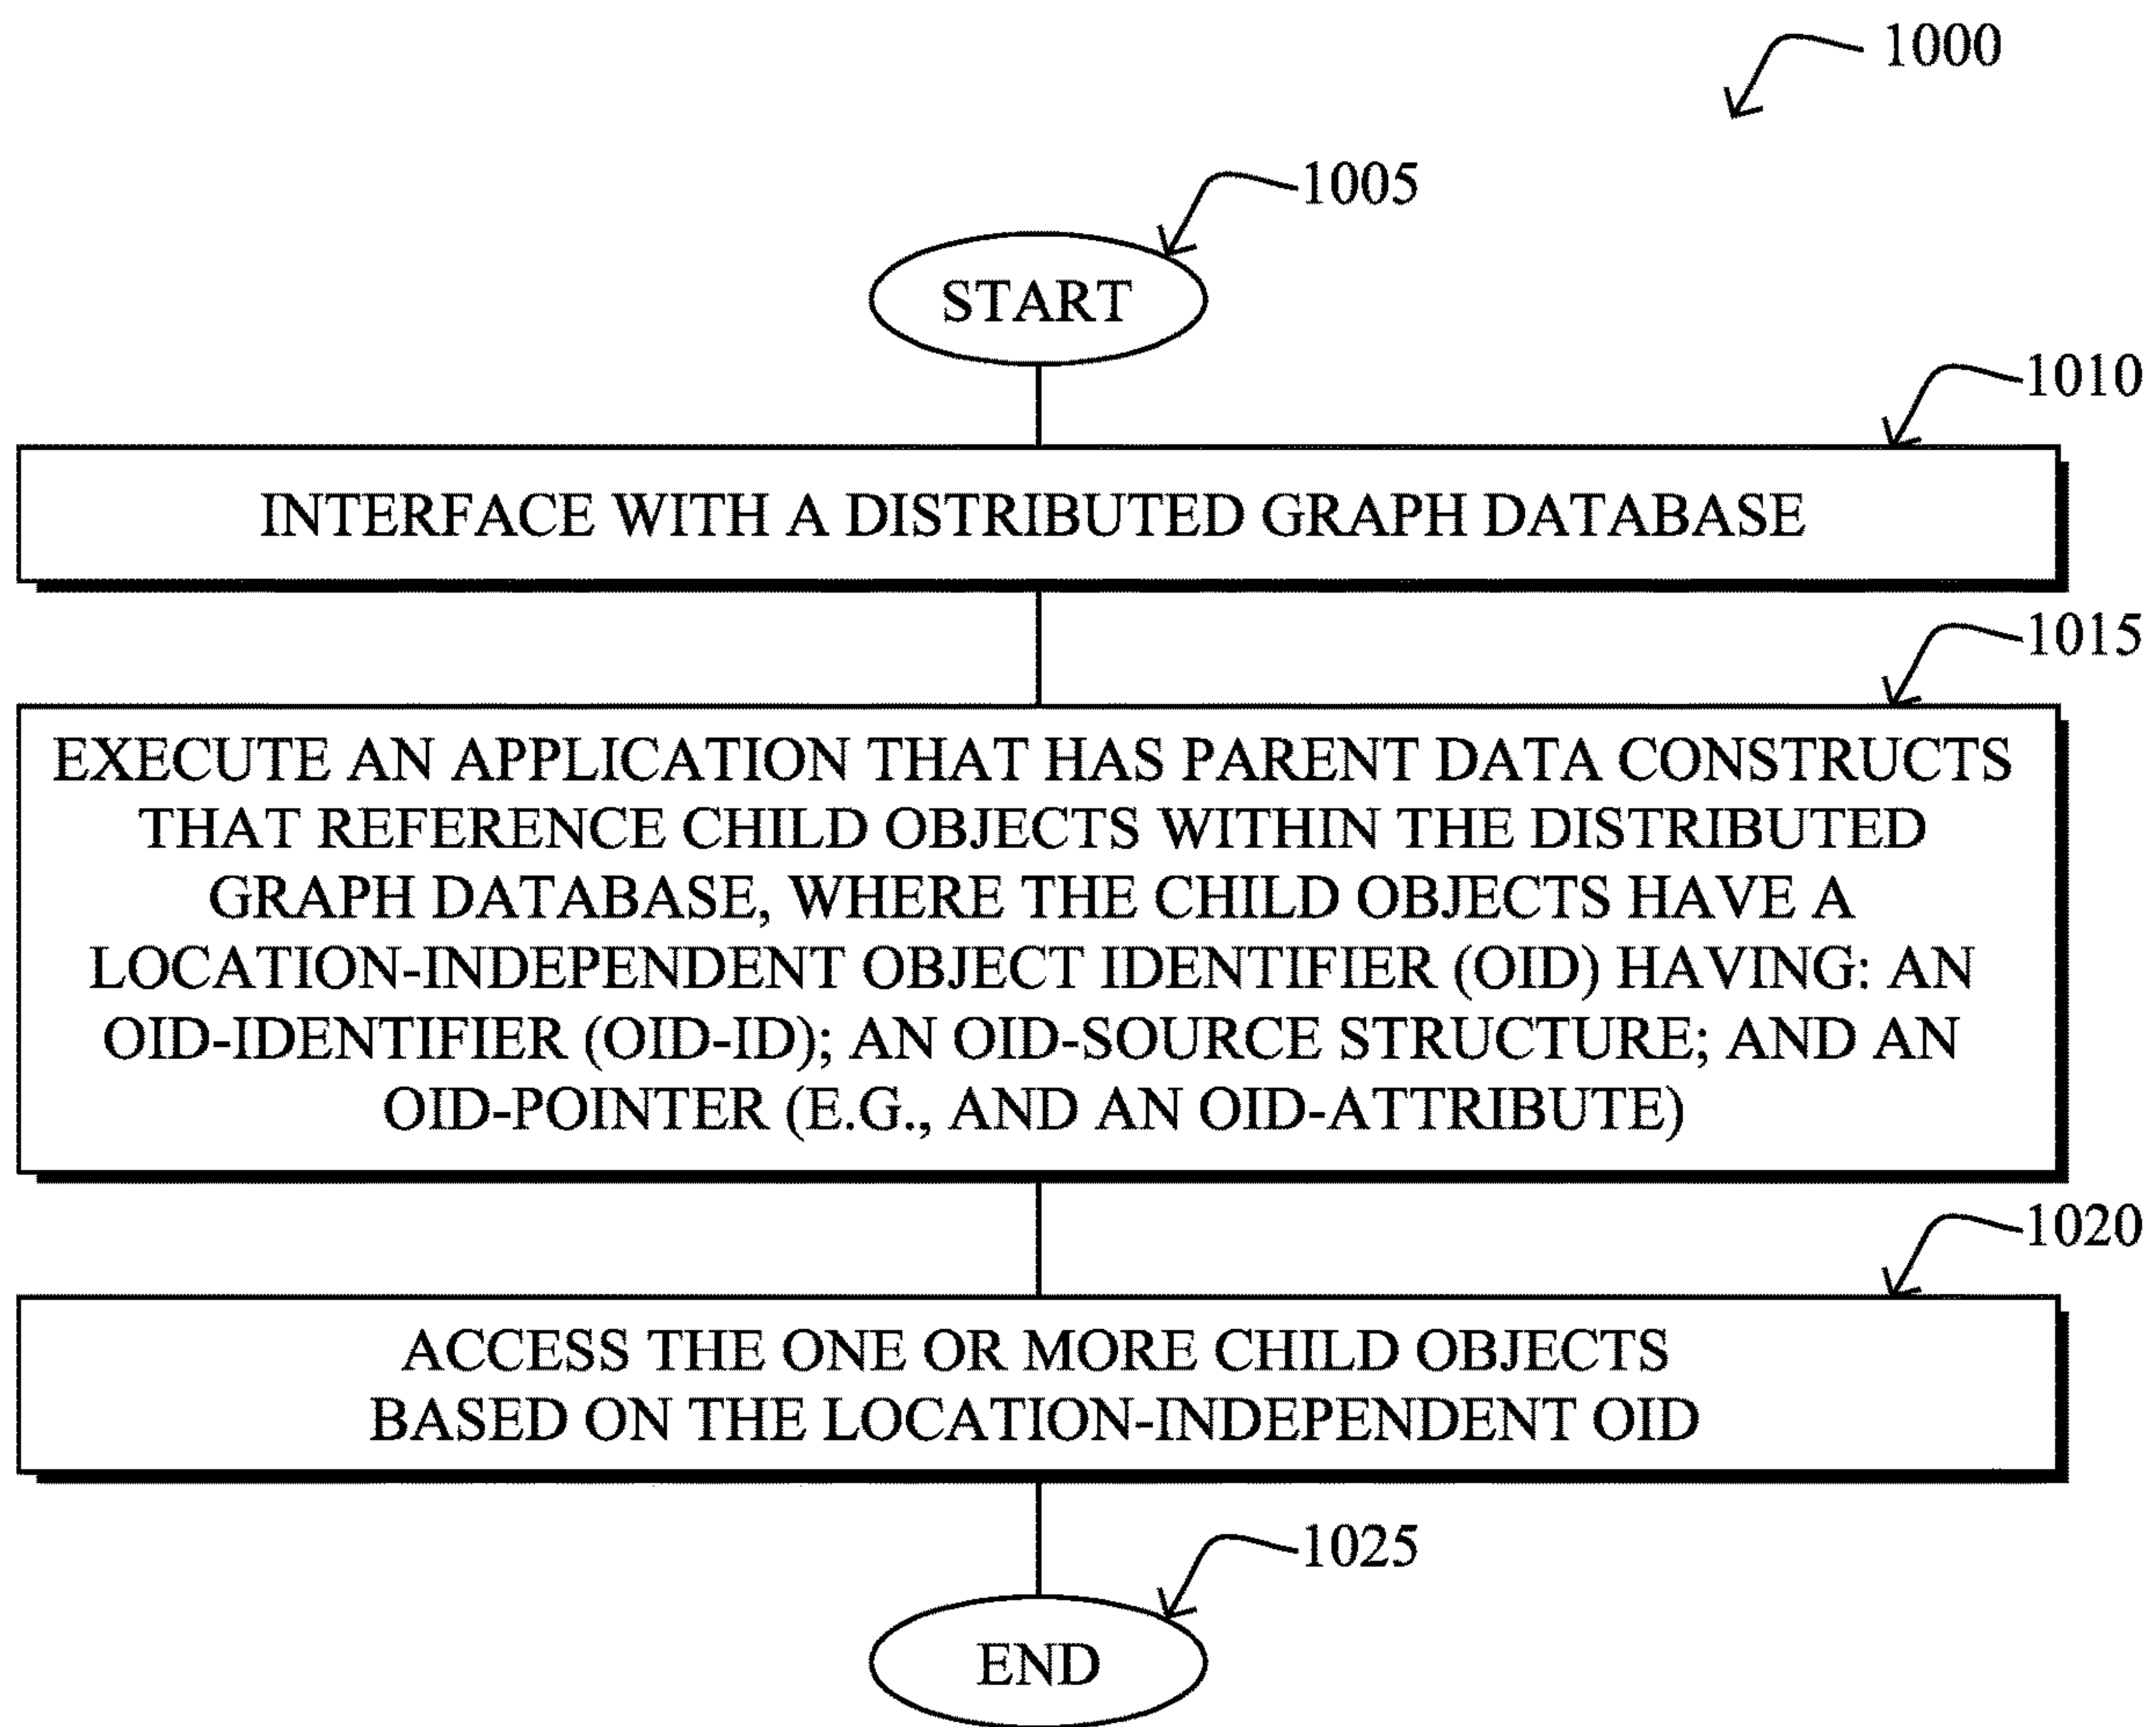 1000
1005
START
1010
INTERFACE WITH A DISTRIBUTED GRAPH DATABASE
1015
EXECUTE AN APPLICATION THAT HAS PARENT DATA CONSTRUCTS
THAT REFERENCE CHILD OBJECTS WITHIN THE DISTRIBUTED
GRAPH DATABASE, WHERE THE CHILD OBJECTS HAVE A
LOCATION-INDEPENDENT OBJECT IDENTIFIER (OID) HAVING: AN
OID-IDENTIFIER (OID-ID); AN OID-SOURCE STRUCTURE; AND AN
OID-POINTER (E.G., AND AN OID-ATTRIBUTE)
1020
ACCESS THE ONE OR MORE CHILD OBJECTS
BASED ON THE LOCATION-INDEPENDENT OID
1025
END